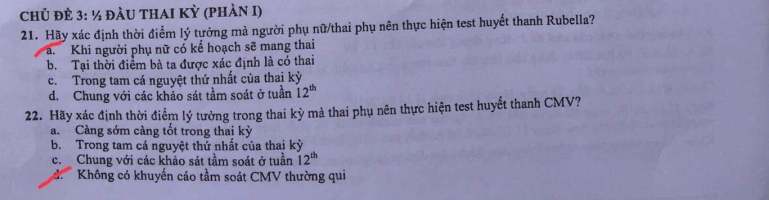 CHỦ ĐỀ 3: ½ ĐẦU THAI KỲ (PHẦN I)
21. Hãy xác định thời điểm lý tưởng mà người phụ nữ/thai phụ nên thực hiện test huyết thanh Rubella?
a. Khi người phụ nữ có kế hoạch sẽ mang thai
b. Tại thời điểm bà ta được xác định là có thai
c. Trong tam cá nguyệt thứ nhất của thai kỳ
d. Chung với các khảo sát tầm soát ở tuần 12th
22. Hãy xác định thời điểm lý tưởng trong thai kỳ mà thai phụ nên thực hiện test huyết thanh CMV?
a. Càng sớm càng tốt trong thai kỳ
b. Trong tam cá nguyệt thứ nhất của thai kỳ
c. Chung với các khảo sát tầm soát ở tuần 12th
d. Không có khuyến cáo tầm soát CMV thường qui